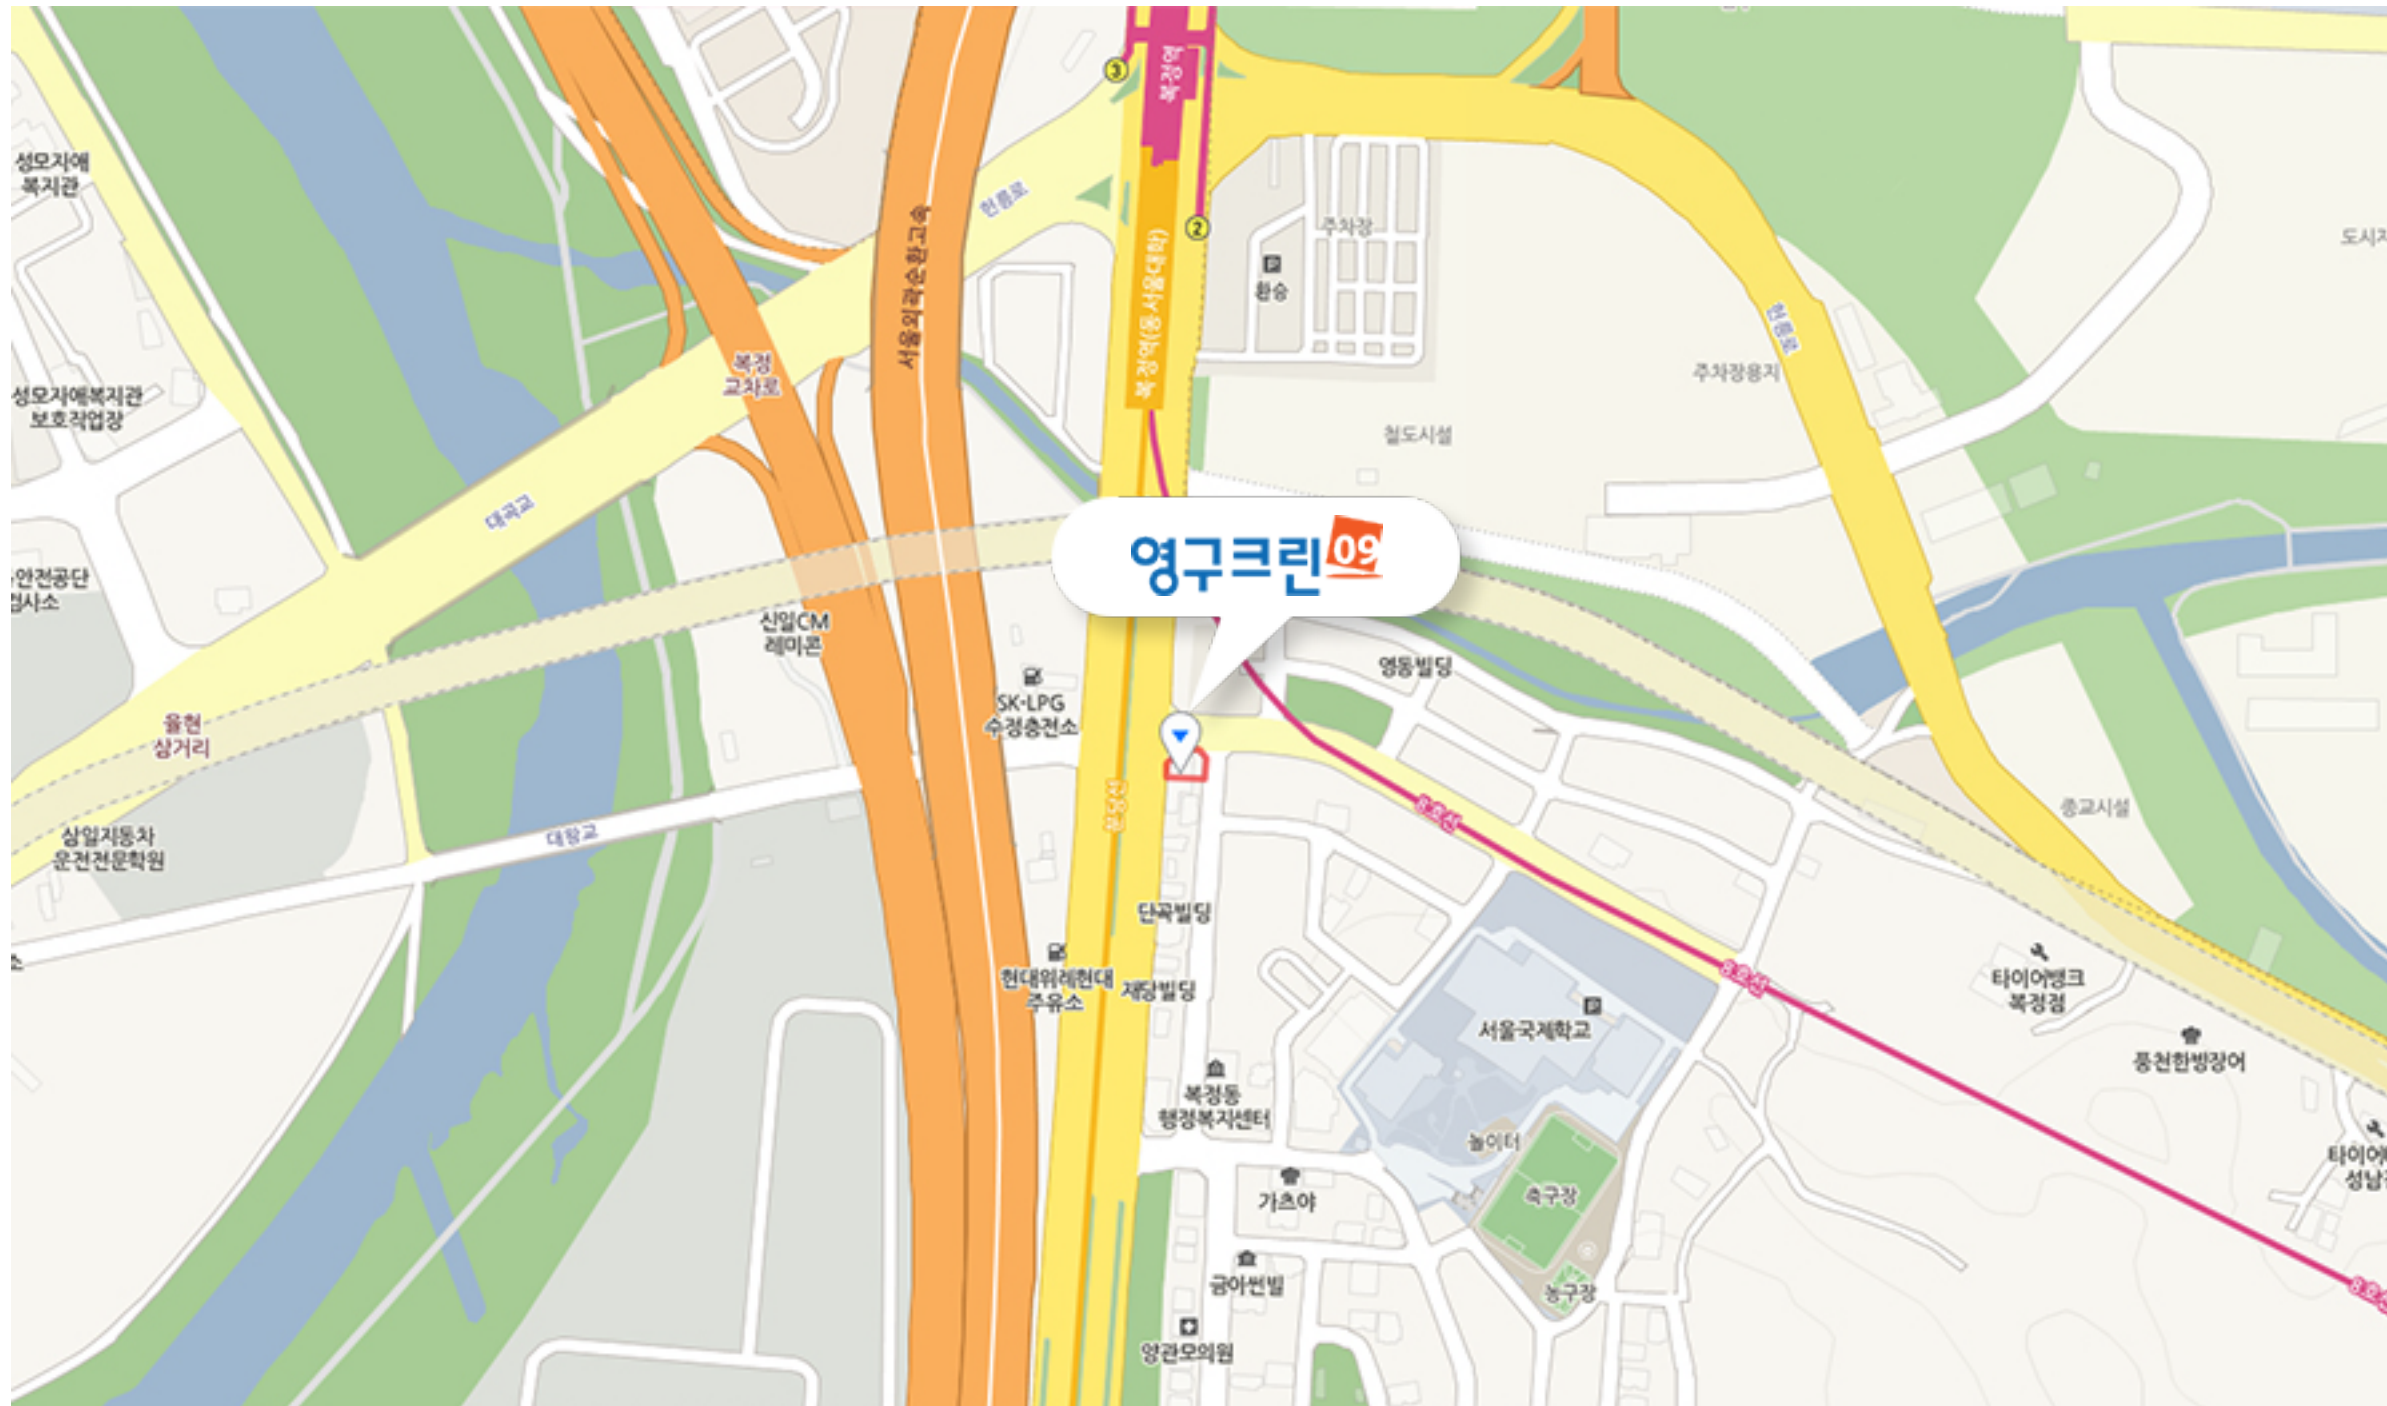 3
복정역
성모지애
복지관
헌릉로
2
주차장
환승
서울외곽순환고속
복정역(동서울대학)
헌릉로
복정
교차로
주차장용지
성모자애복지관
보호작업장
철도시설
대곡교
영구크린 09
안전공단
검사소
신일CM
레미콘
SK-LPG
수정충전소
영동빌딩
율현
삼거리
분당선
8호선
종교시설
삼일자동차
운전전문학원
대왕교
단곡빌딩
현대위례현대
주유소
재당빌딩
8호선
타이어뱅크
복정점
서울국제학교
풍천한방장어
복정동
행정복지센터
놀이터
축구장
가츠야
금아썬빌
농구장
8호선
양관모의원